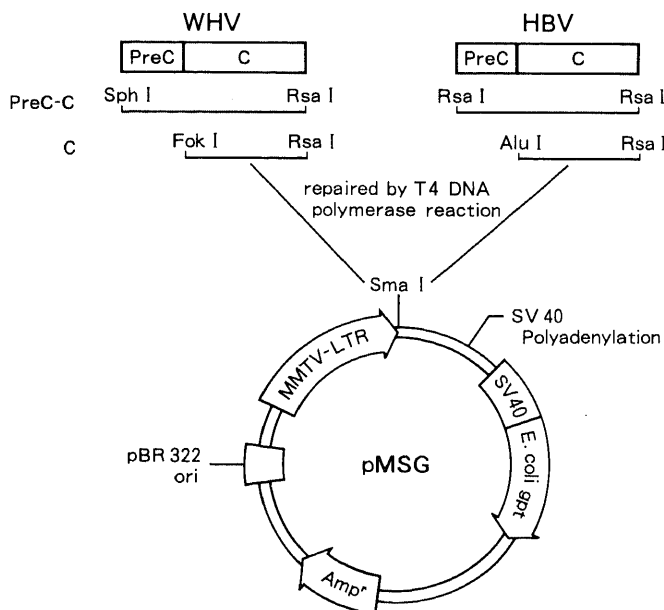 WHV
HBV
PreC C
PreC C
PreC-C
Sph I Rsa I
Rsa I Rsa I
C
Fok I Rsa I
Alu I Rsa I
repaired by T4 DNA
polymerase reaction
Sma I
SV 40
Polyadenylation
MMTV-LTR
SV40
E. coli gpt
pBR 322
ori
pMSG
Ampʳ